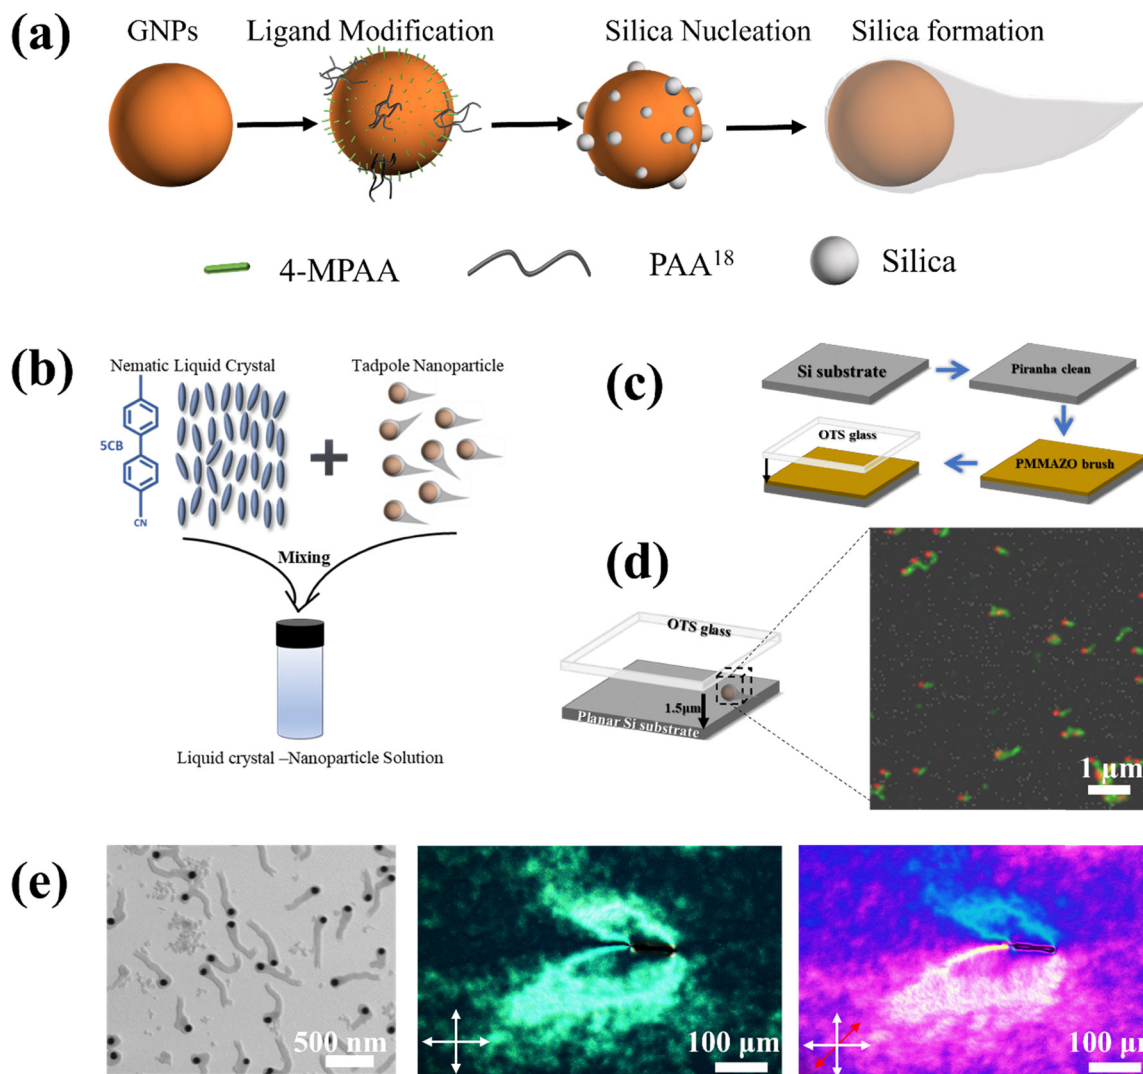 (a)
GNPs
Ligand Modification
Silica Nucleation
Silica formation
4-MPAA
PAA¹⁸
Silica
(b)
Nematic Liquid Crystal
Tadpole Nanoparticle
5CB
CN
Mixing
Liquid crystal –Nanoparticle Solution
(c)
Si substrate
Piranha clean
OTS glass
PMMAZO brush
(d)
OTS glass
1.5μm
Planar Si substrate
1 μm
(e)
500 nm
100 μm
100 μm